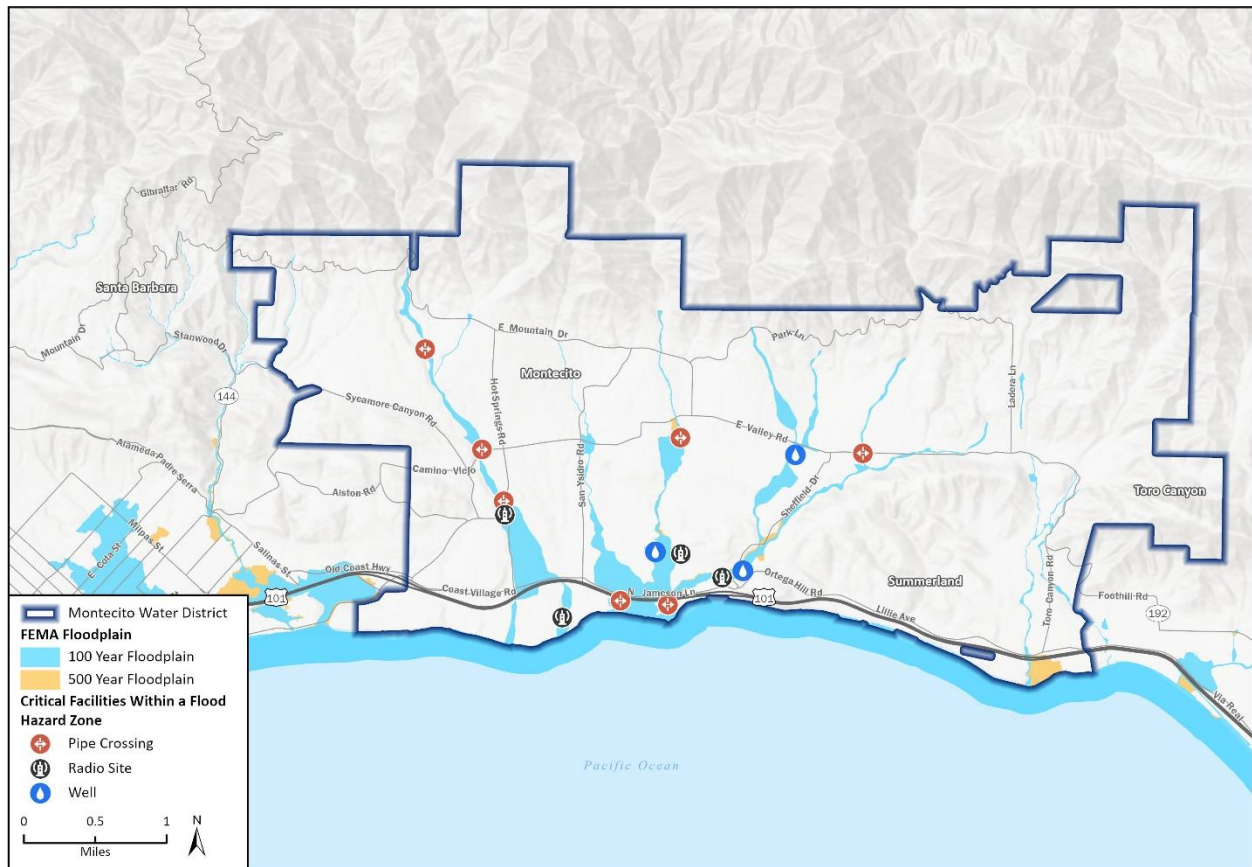 Gibraltar Rd
Santa Barbara
Mountain Dr
Stanwood Dr
144
E Mountain Dr
Park Ln
Montecito
Hot Springs Rd
Sycamore Canyon Rd
Ladera Ln
E Valley Rd
Alameda Padre Serra
Camino Viejo
San Ysidro Rd
Sheffield Dr
Toro Canyon
Alston Rd
Milpas St
E Cota St
Salinas St
Old Coast Hwy
Ortega Hill Rd
Summerland
Toro Canyon Rd
Foothill Rd
101
Coast Village Rd
N Jameson Ln
101
Lillie Ave
192
Via Real
Pacific Ocean
Montecito Water District
FEMA Floodplain
100 Year Floodplain
500 Year Floodplain
Critical Facilities Within a Flood
Hazard Zone
Pipe Crossing
Radio Site
Well
0 0.5 1
Miles
N